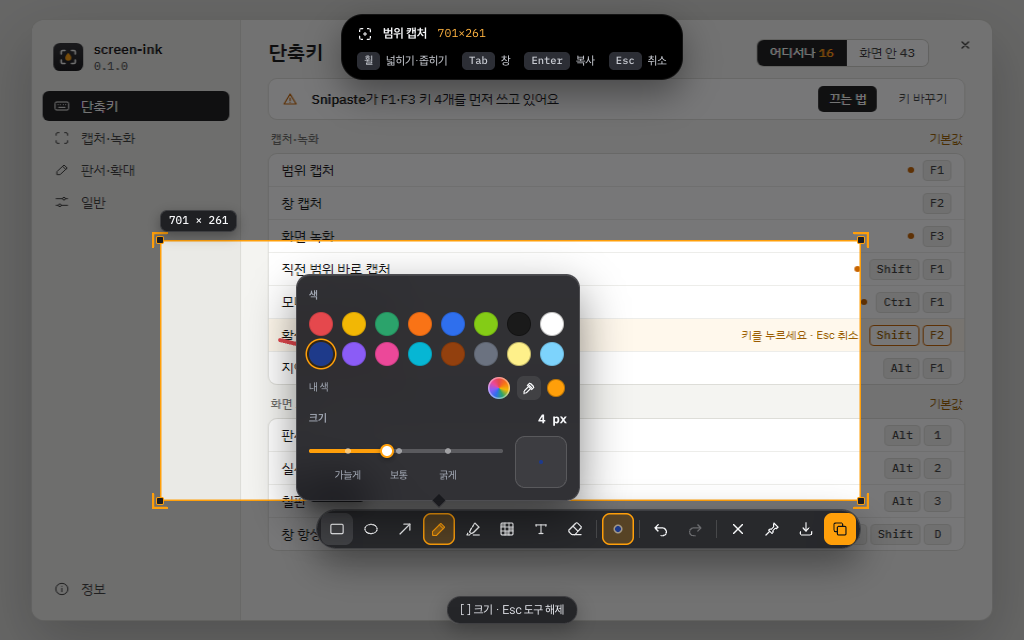 범위 캡처 701×261
휠 넓히기·좁히기 Tab 창 Enter 복사 Esc 취소
screen-ink
0.1.0
단축키
어디서나 16 화면 안 43
단축키
Snipaste가 F1·F3 키 4개를 먼저 쓰고 있어요 끄는 법 키 바꾸기
캡처·녹화
캡처·녹화 기본값
판서·확대
범위 캡처 F1
일반
창 캡처 F2
701 × 261
화면 녹화 F3
직전 범위 바로 캡처 Shift F1
색
Ctrl F1
키를 누르세요 · Esc 취소 Shift F2
Alt F1
내 색
화면 기본값
크기 4 px
Alt 1
가늘게 보통 굵게
Alt 2
Alt 3
창 항상 Shift D
T
정보
[ ] 크기 · Esc 도구 해제